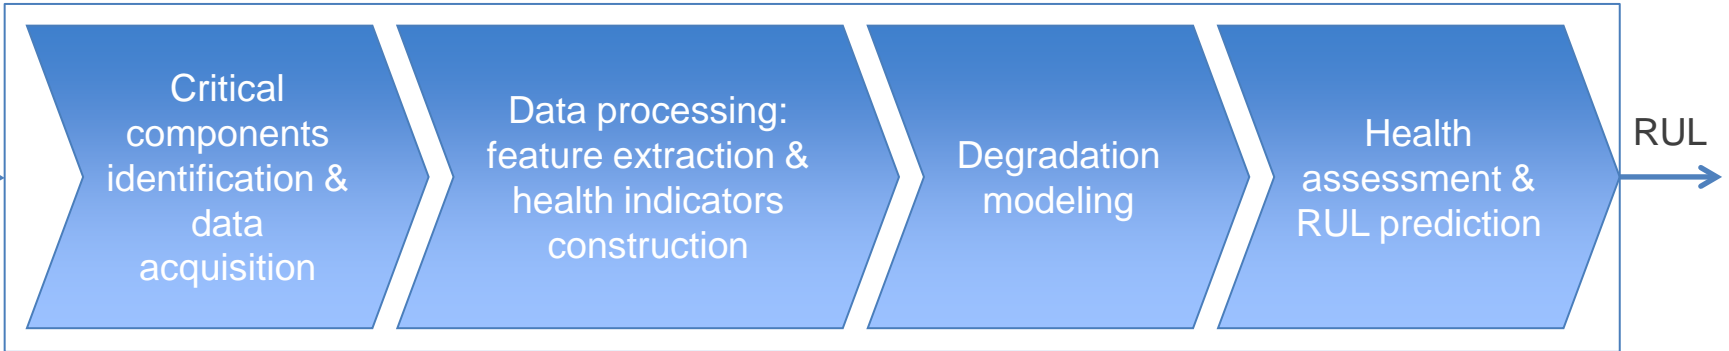 Critical
components
identification &
data
acquisition
Data processing:
feature extraction &
health indicators
construction
Degradation
modeling
Health
assessment &
RUL prediction
RUL